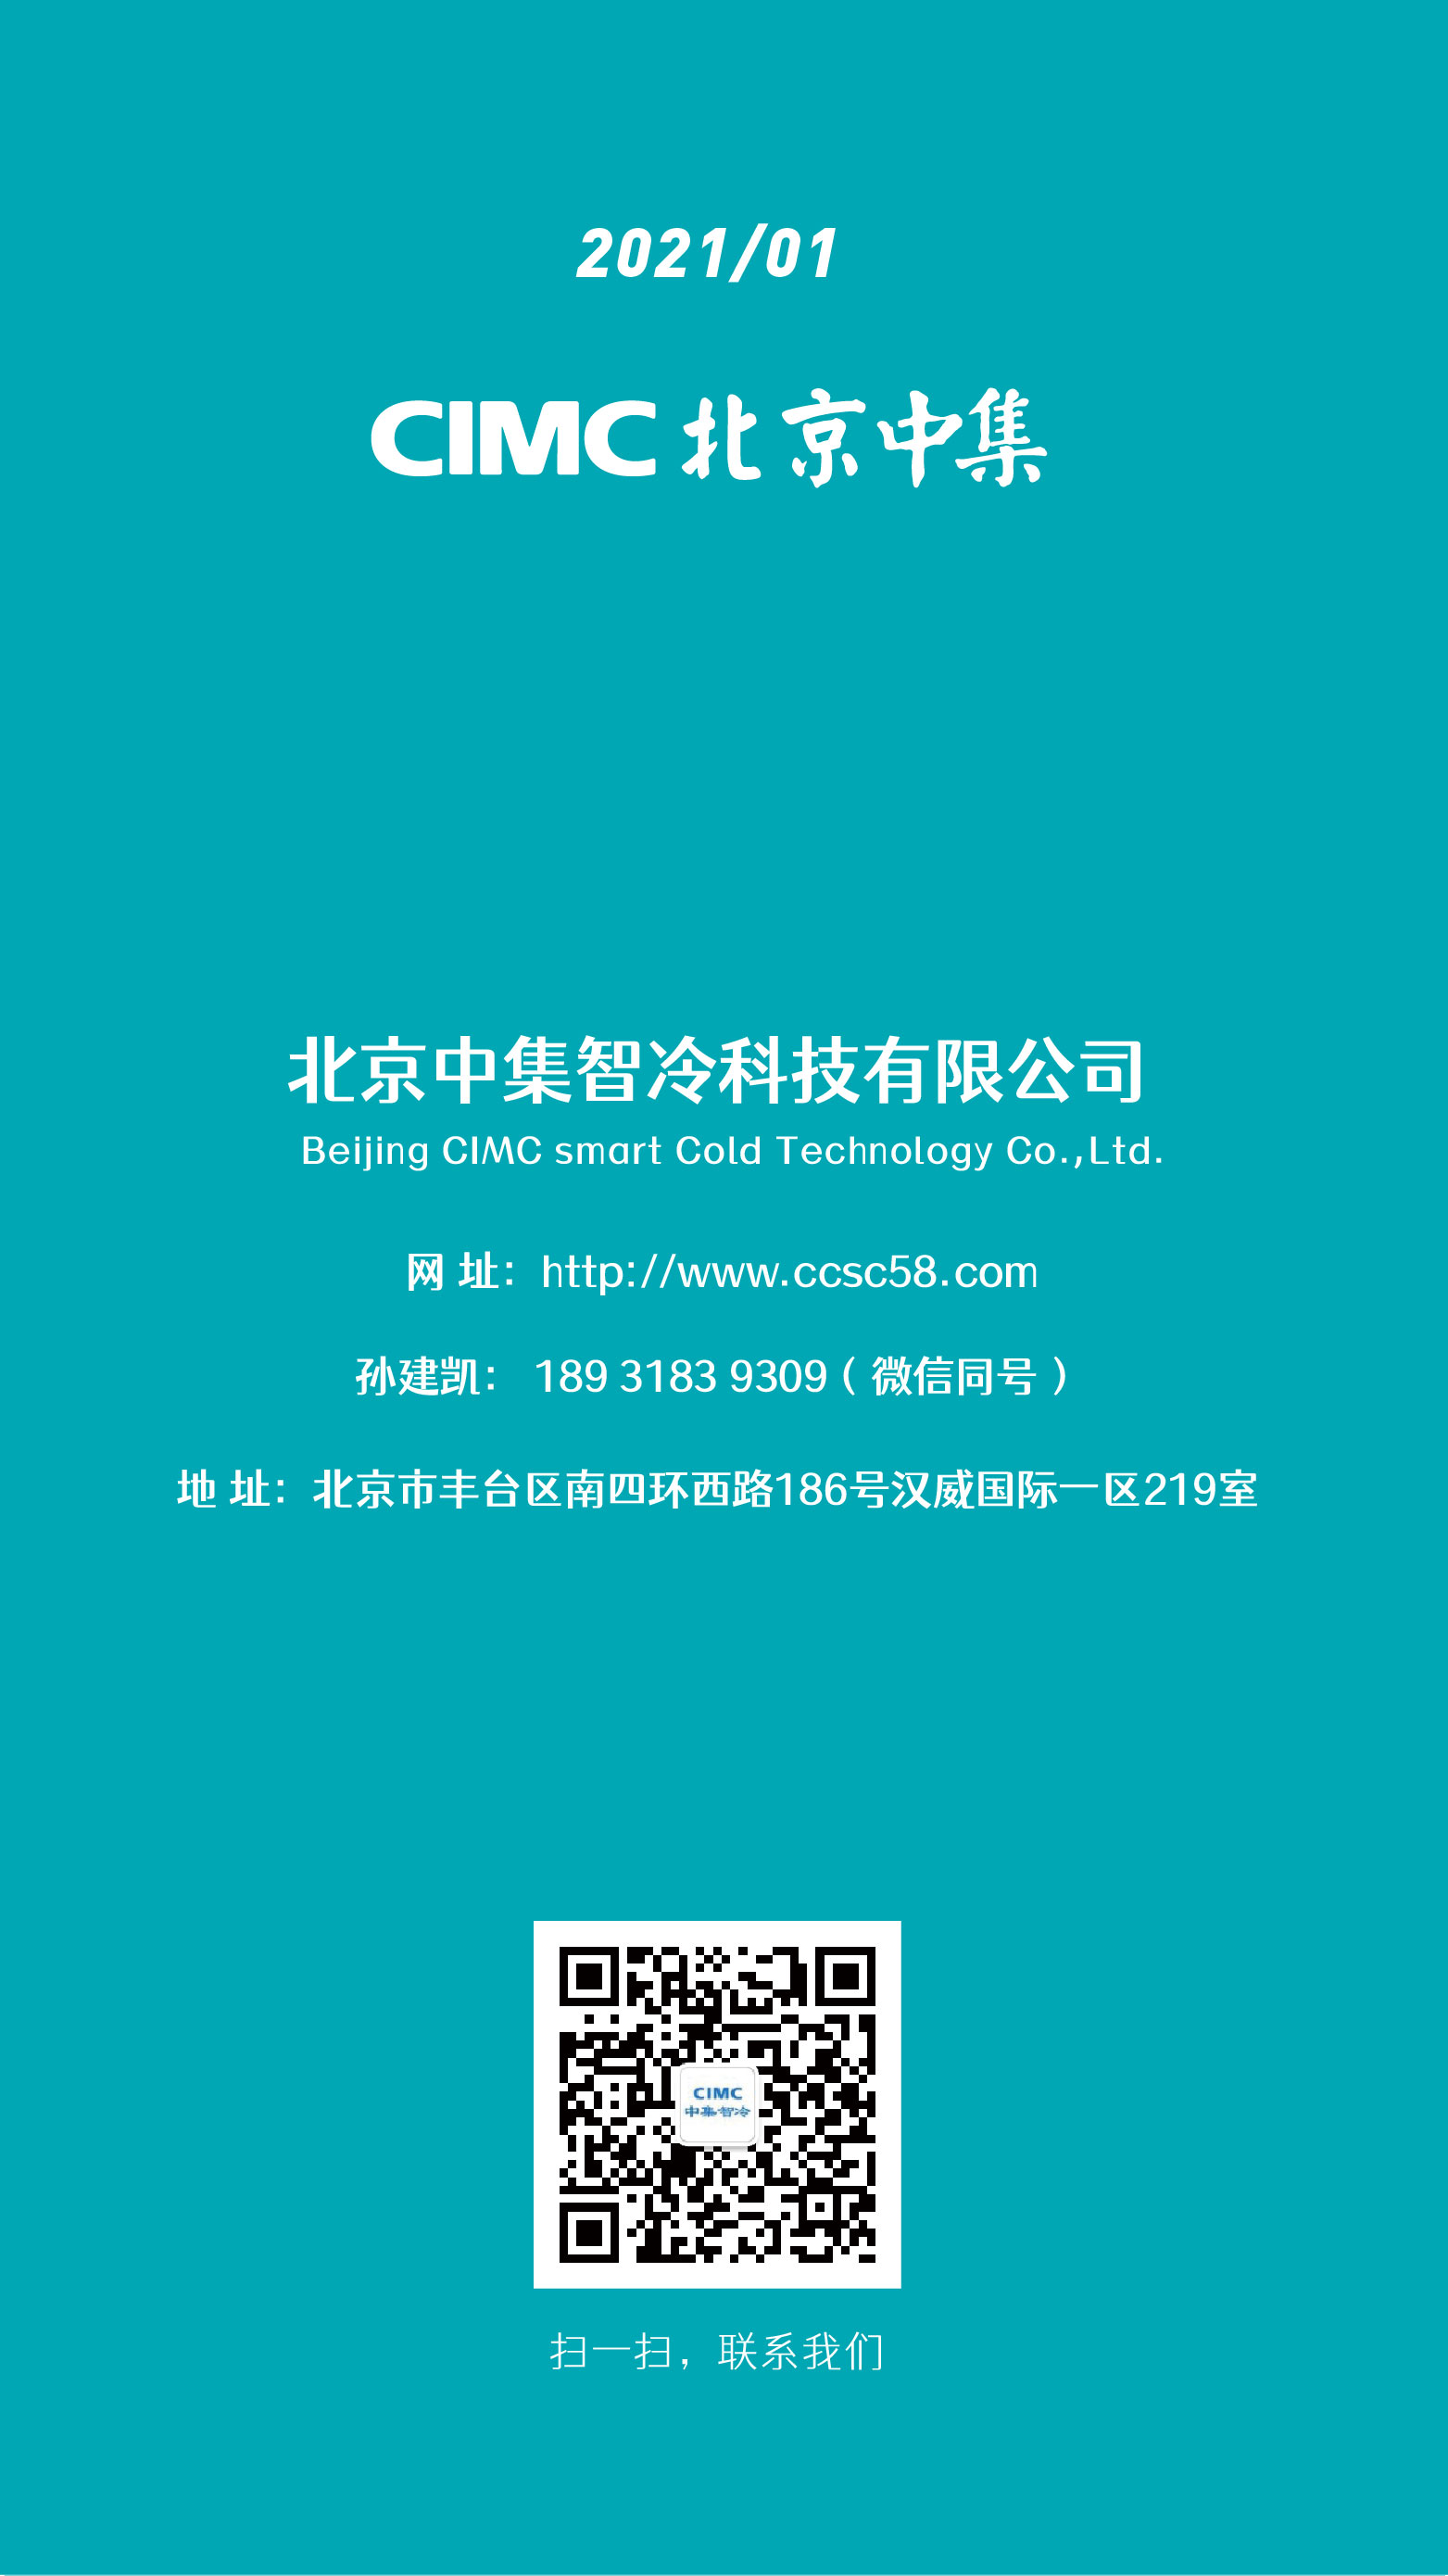 2021/01
CIMC 北京中集
北京中集智冷科技有限公司
Beijing CIMC smart Cold Technology Co.,Ltd.
网 址：http://www.ccsc58.com
孙建凯： 189 3183 9309（微信同号）
地 址：北京市丰台区南四环西路186号汉威国际一区219室
CIMC
中集智冷
扫一扫，联系我们